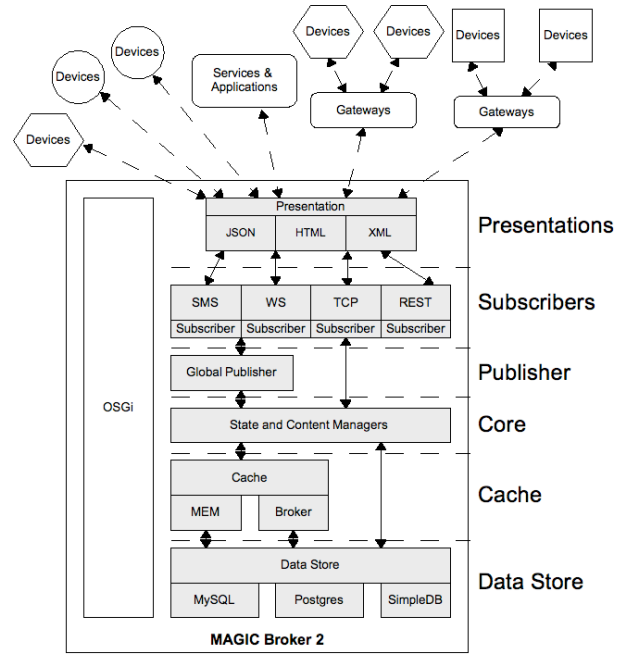 Devices
Devices
Devices
Devices
Devices
Devices
Devices
Services &
Applications
Gateways
Gateways
Presentation
JSON
HTML
XML
Presentations
SMS
WS
TCP
REST
Subscriber
Subscriber
Subscriber
Subscriber
Subscribers
Global Publisher
Publisher
OSGi
State and Content Managers
Core
Cache
MEM
Broker
Cache
Data Store
MySQL
Postgres
SimpleDB
Data Store
MAGIC Broker 2